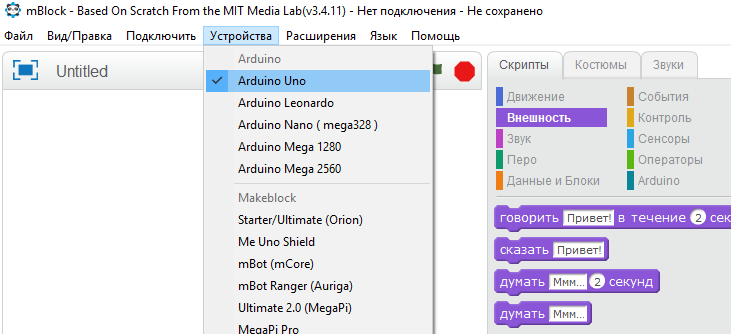 mBlock - Based On Scratch From the MIT Media Lab(v3.4.11) - Нет подключения - Не сохранено
Файл Вид/Правка Подключить Устройства Расширения Язык Помощь
Untitled
Arduino
Arduino Uno
Arduino Leonardo
Arduino Nano ( mega328 )
Arduino Mega 1280
Arduino Mega 2560
Makeblock
Starter/Ultimate (Orion)
Me Uno Shield
mBot (mCore)
mBot Ranger (Auriga)
Ultimate 2.0 (MegaPi)
MegaPi Pro
Скрипты Костюмы Звуки
Движение События
Внешность Контроль
Звук Сенсоры
Перо Операторы
Данные и Блоки Arduino
говорить Привет! в течение 2 сек
сказать Привет!
думать Ммм... 2 секунд
думать Ммм...